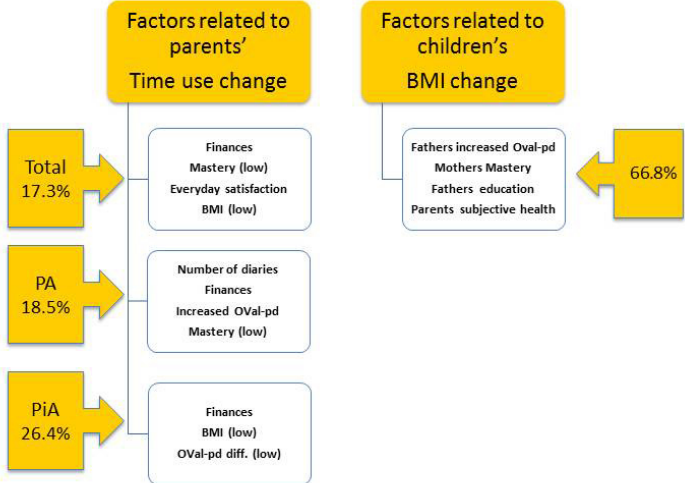 Factors related to
parents'
Time use change
Factors related to
children's
BMI change
Total
17.3%
Finances
Mastery (low)
Everyday satisfaction
BMI (low)
Fathers increased Oval-pd
Mothers Mastery
Fathers education
Parents subjective health
66.8%
PA
18.5%
Number of diaries
Finances
Increased OVal-pd
Mastery (low)
PiA
26.4%
Finances
BMI (low)
OVal-pd diff. (low)